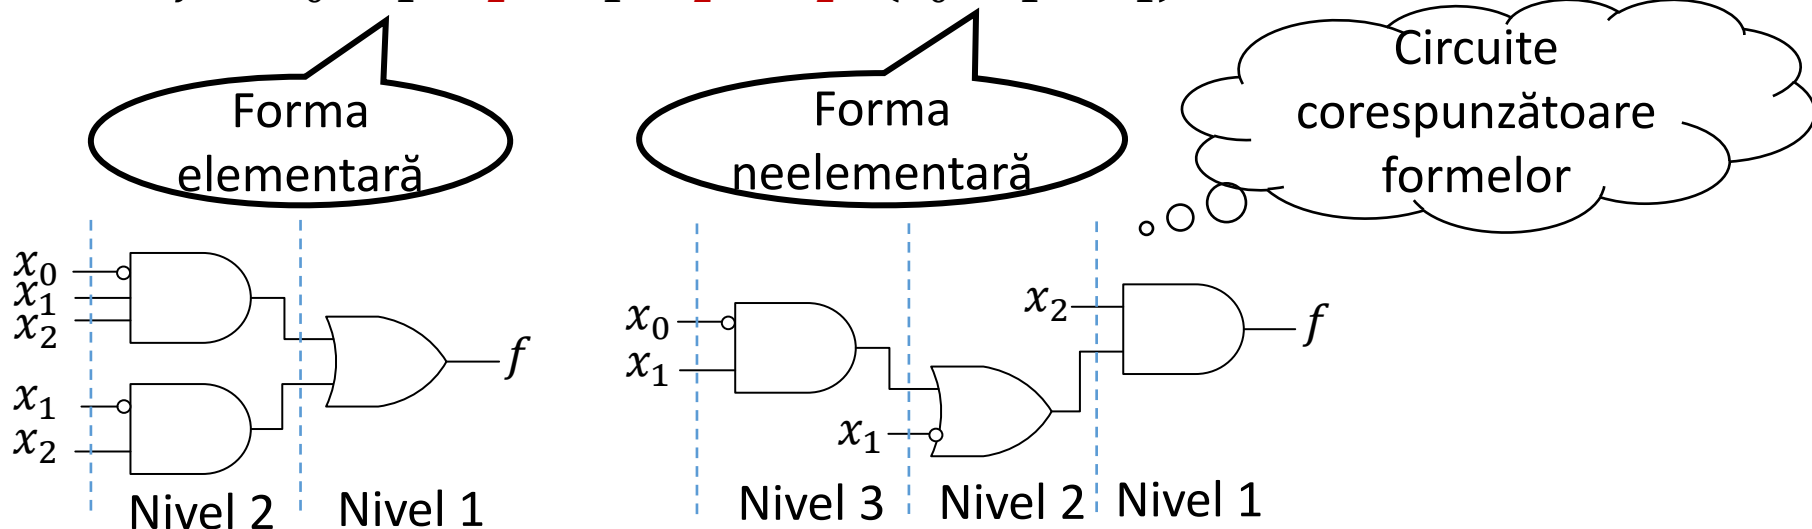 Forma
elementară
Forma
neelementară
Circuite
corespunzătoare
formelor
x₀
x₁
x₂
x₁
x₂
f
Nivel 2
Nivel 1
x₀
x₁
x₁
x₂
f
Nivel 3
Nivel 2
Nivel 1